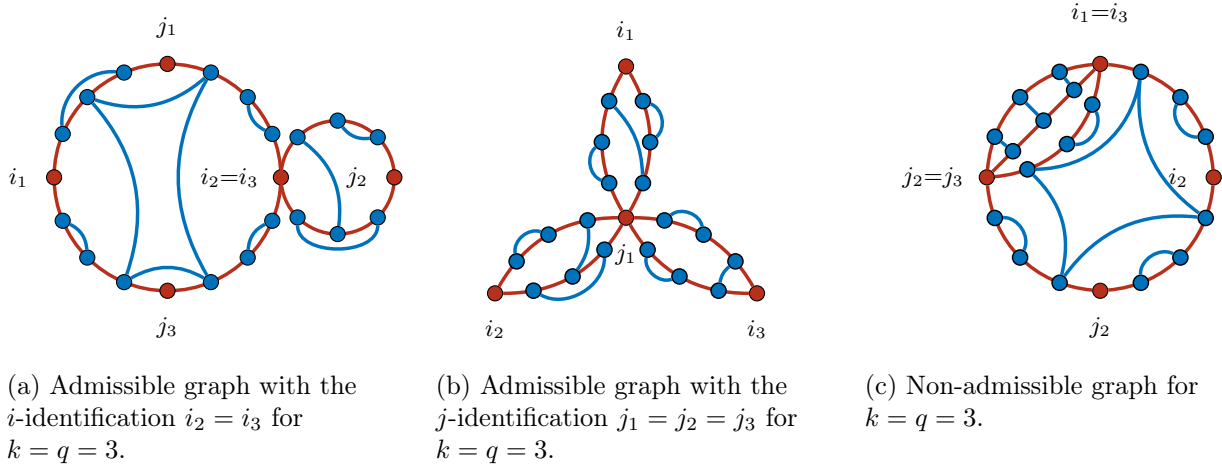 j₁
i₁
i₂=i₃
j₂
j₃
(a) Admissible graph with the
i-identification i₂ = i₃ for
k = q = 3.
i₁
j₁
i₂
i₃
(b) Admissible graph with the
j-identification j₁ = j₂ = j₃ for
k = q = 3.
i₁=i₃
j₂=j₃
i₂
j₂
(c) Non-admissible graph for
k = q = 3.